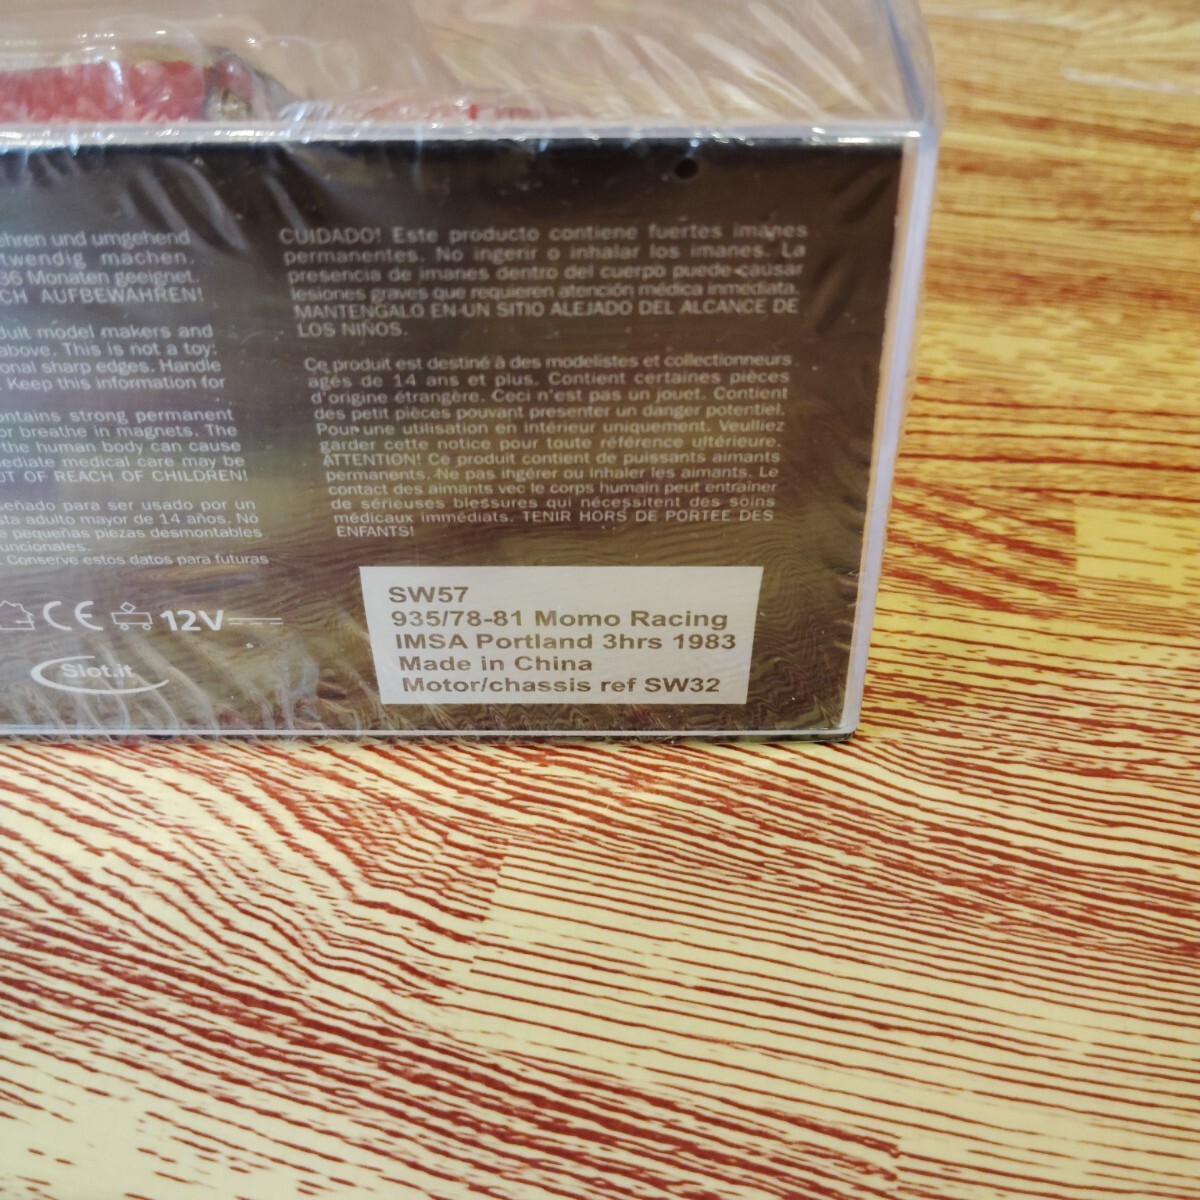 ehren und umgehend
twendig machen.
36 Monaten geeignet.
CH AUFBEWAHREN!
dult model makers and
above. This is not a toy:
onal sharp edges. Handle
. Keep this information for
ontains strong permanent
or breathe in magnets. The
the human body can cause
mediate medical care may be
UT OF REACH OF CHILDREN!
señado para ser usado por un
sta adulto mayor de 14 años. No
e pequeñas piezas desmontables
uncionales.
. Conserve estos datos para futuras
CE 12V
Slot.it
CUIDADO! Este producto contiene fuertes imanes
permanentes. No ingerir o inhalar los imanes. La
presencia de imanes dentro del cuerpo puede causar
lesiones graves que requieren atención médica inmediata.
MANTENGALO EN UN SITIO ALEJADO DEL ALCANCE DE
LOS NIÑOS.
Ce produit est destiné à des modelistes et collectionneurs
agés de 14 ans et plus. Contient certaines pièces
d'origine étrangère. Ceci n'est pas un jouet. Contient
des petit pièces pouvant presenter un danger potentiel.
Pour une utilisation en intérieur uniquement. Veulliez
garder cette notice pour toute référence ultérieure.
ATTENTION! Ce produit contient de puissants aimants
permanents. Ne pas ingérer ou inhaler les aimants. Le
contact des aimants vec le corps humain peut entraîner
de sérieuses blessures qui nécessitent des soins
médicaux immédiats. TENIR HORS DE PORTEE DES
ENFANTS!
SW57
935/78-81 Momo Racing
IMSA Portland 3hrs 1983
Made in China
Motor/chassis ref SW32